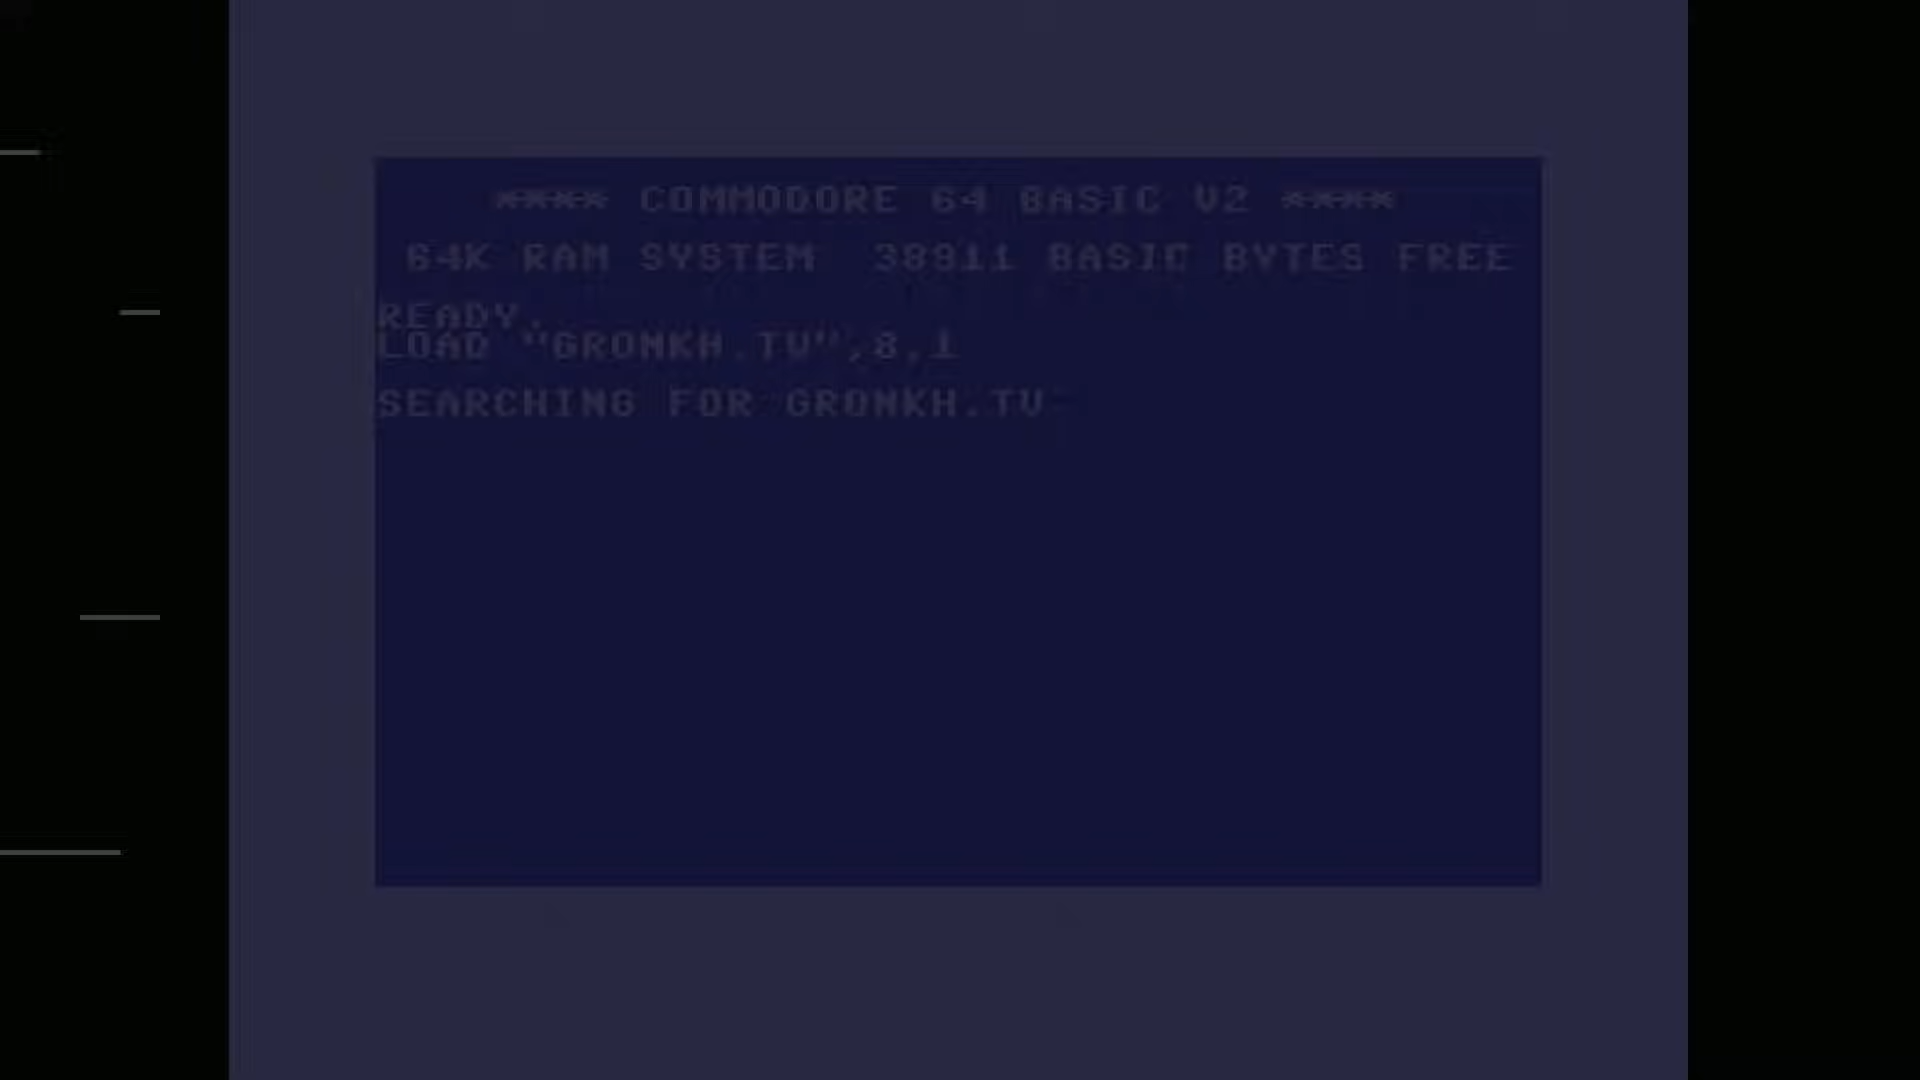 **** COMMODORE 64 BASIC V2 ****
64K RAM SYSTEM  38911 BASIC BYTES FREE
READY.
LOAD "GRONKH.TV",8,1
SEARCHING FOR GRONKH.TV